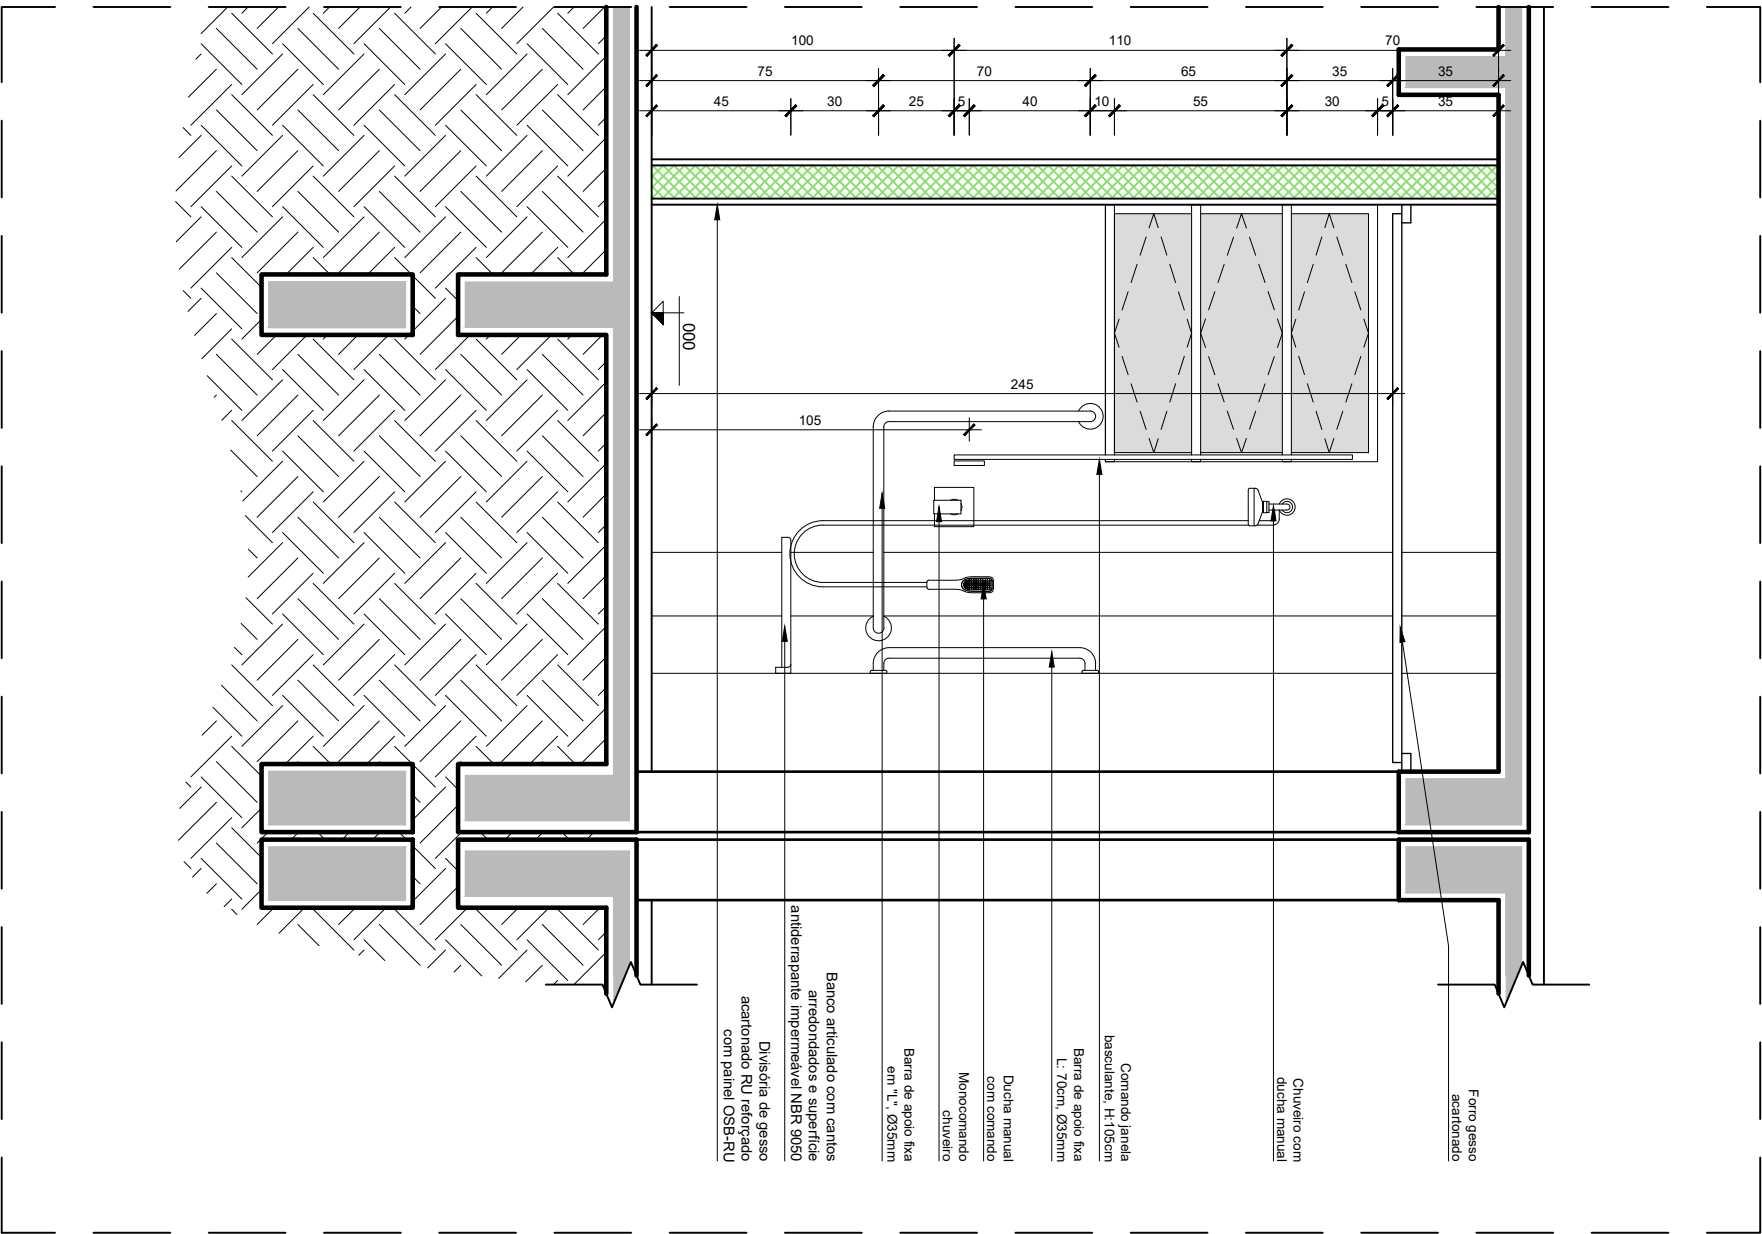 100
110
70
75
70
65
35
35
45
30
25
5
40
10
55
30
5
35
000
245
105
Forro gesso
acartonado
Chuveiro com
ducha manual
Comando janela
basculante, H:105cm
Barra de apoio fixa
L: 70cm, Ø35mm
Ducha manual
com comando
Monocomando
chuveiro
Barra de apoio fixa
em "L", Ø35mm
Banco articulado com cantos
arredondados e superfície
antiderrapante impermeável NBR 9050
Divisória de gesso
acartonado RU reforçado
com painel OSB-RU